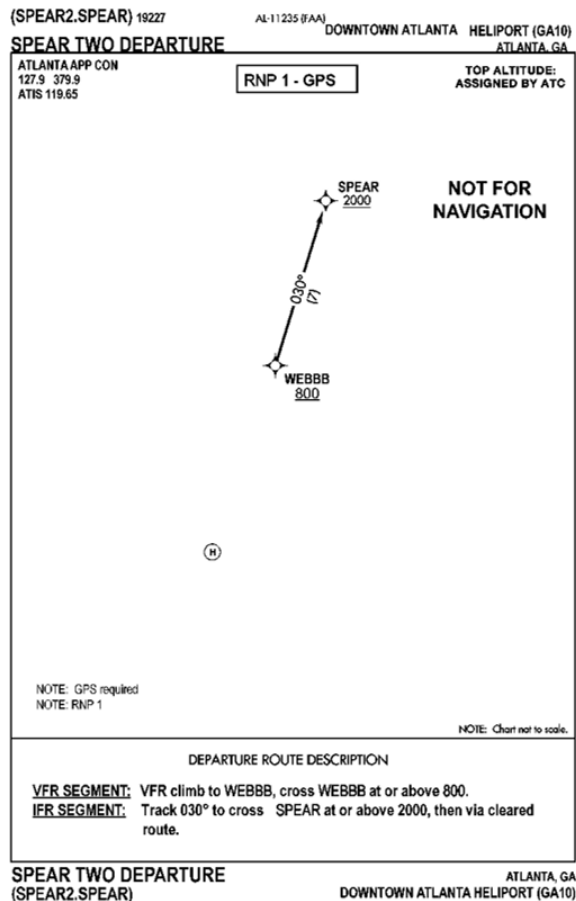 (SPEAR2.SPEAR) 19227
AL-11235 (FAA)
DOWNTOWN ATLANTA HELIPORT (GA10)
SPEAR TWO DEPARTURE
ATLANTA, GA
ATLANTA APP CON
127.9 379.9
ATIS 119.65
RNP 1 - GPS
TOP ALTITUDE:
ASSIGNED BY ATC
SPEAR
2000
NOT FOR
NAVIGATION
030°
(7)
WEBBB
800
H
NOTE: GPS required
NOTE: RNP 1
NOTE: Chart not to scale.
DEPARTURE ROUTE DESCRIPTION
VFR SEGMENT: VFR climb to WEBBB, cross WEBBB at or above 800.
IFR SEGMENT: Track 030° to cross SPEAR at or above 2000, then via cleared
route.
SPEAR TWO DEPARTURE
(SPEAR2.SPEAR)
ATLANTA, GA
DOWNTOWN ATLANTA HELIPORT (GA10)